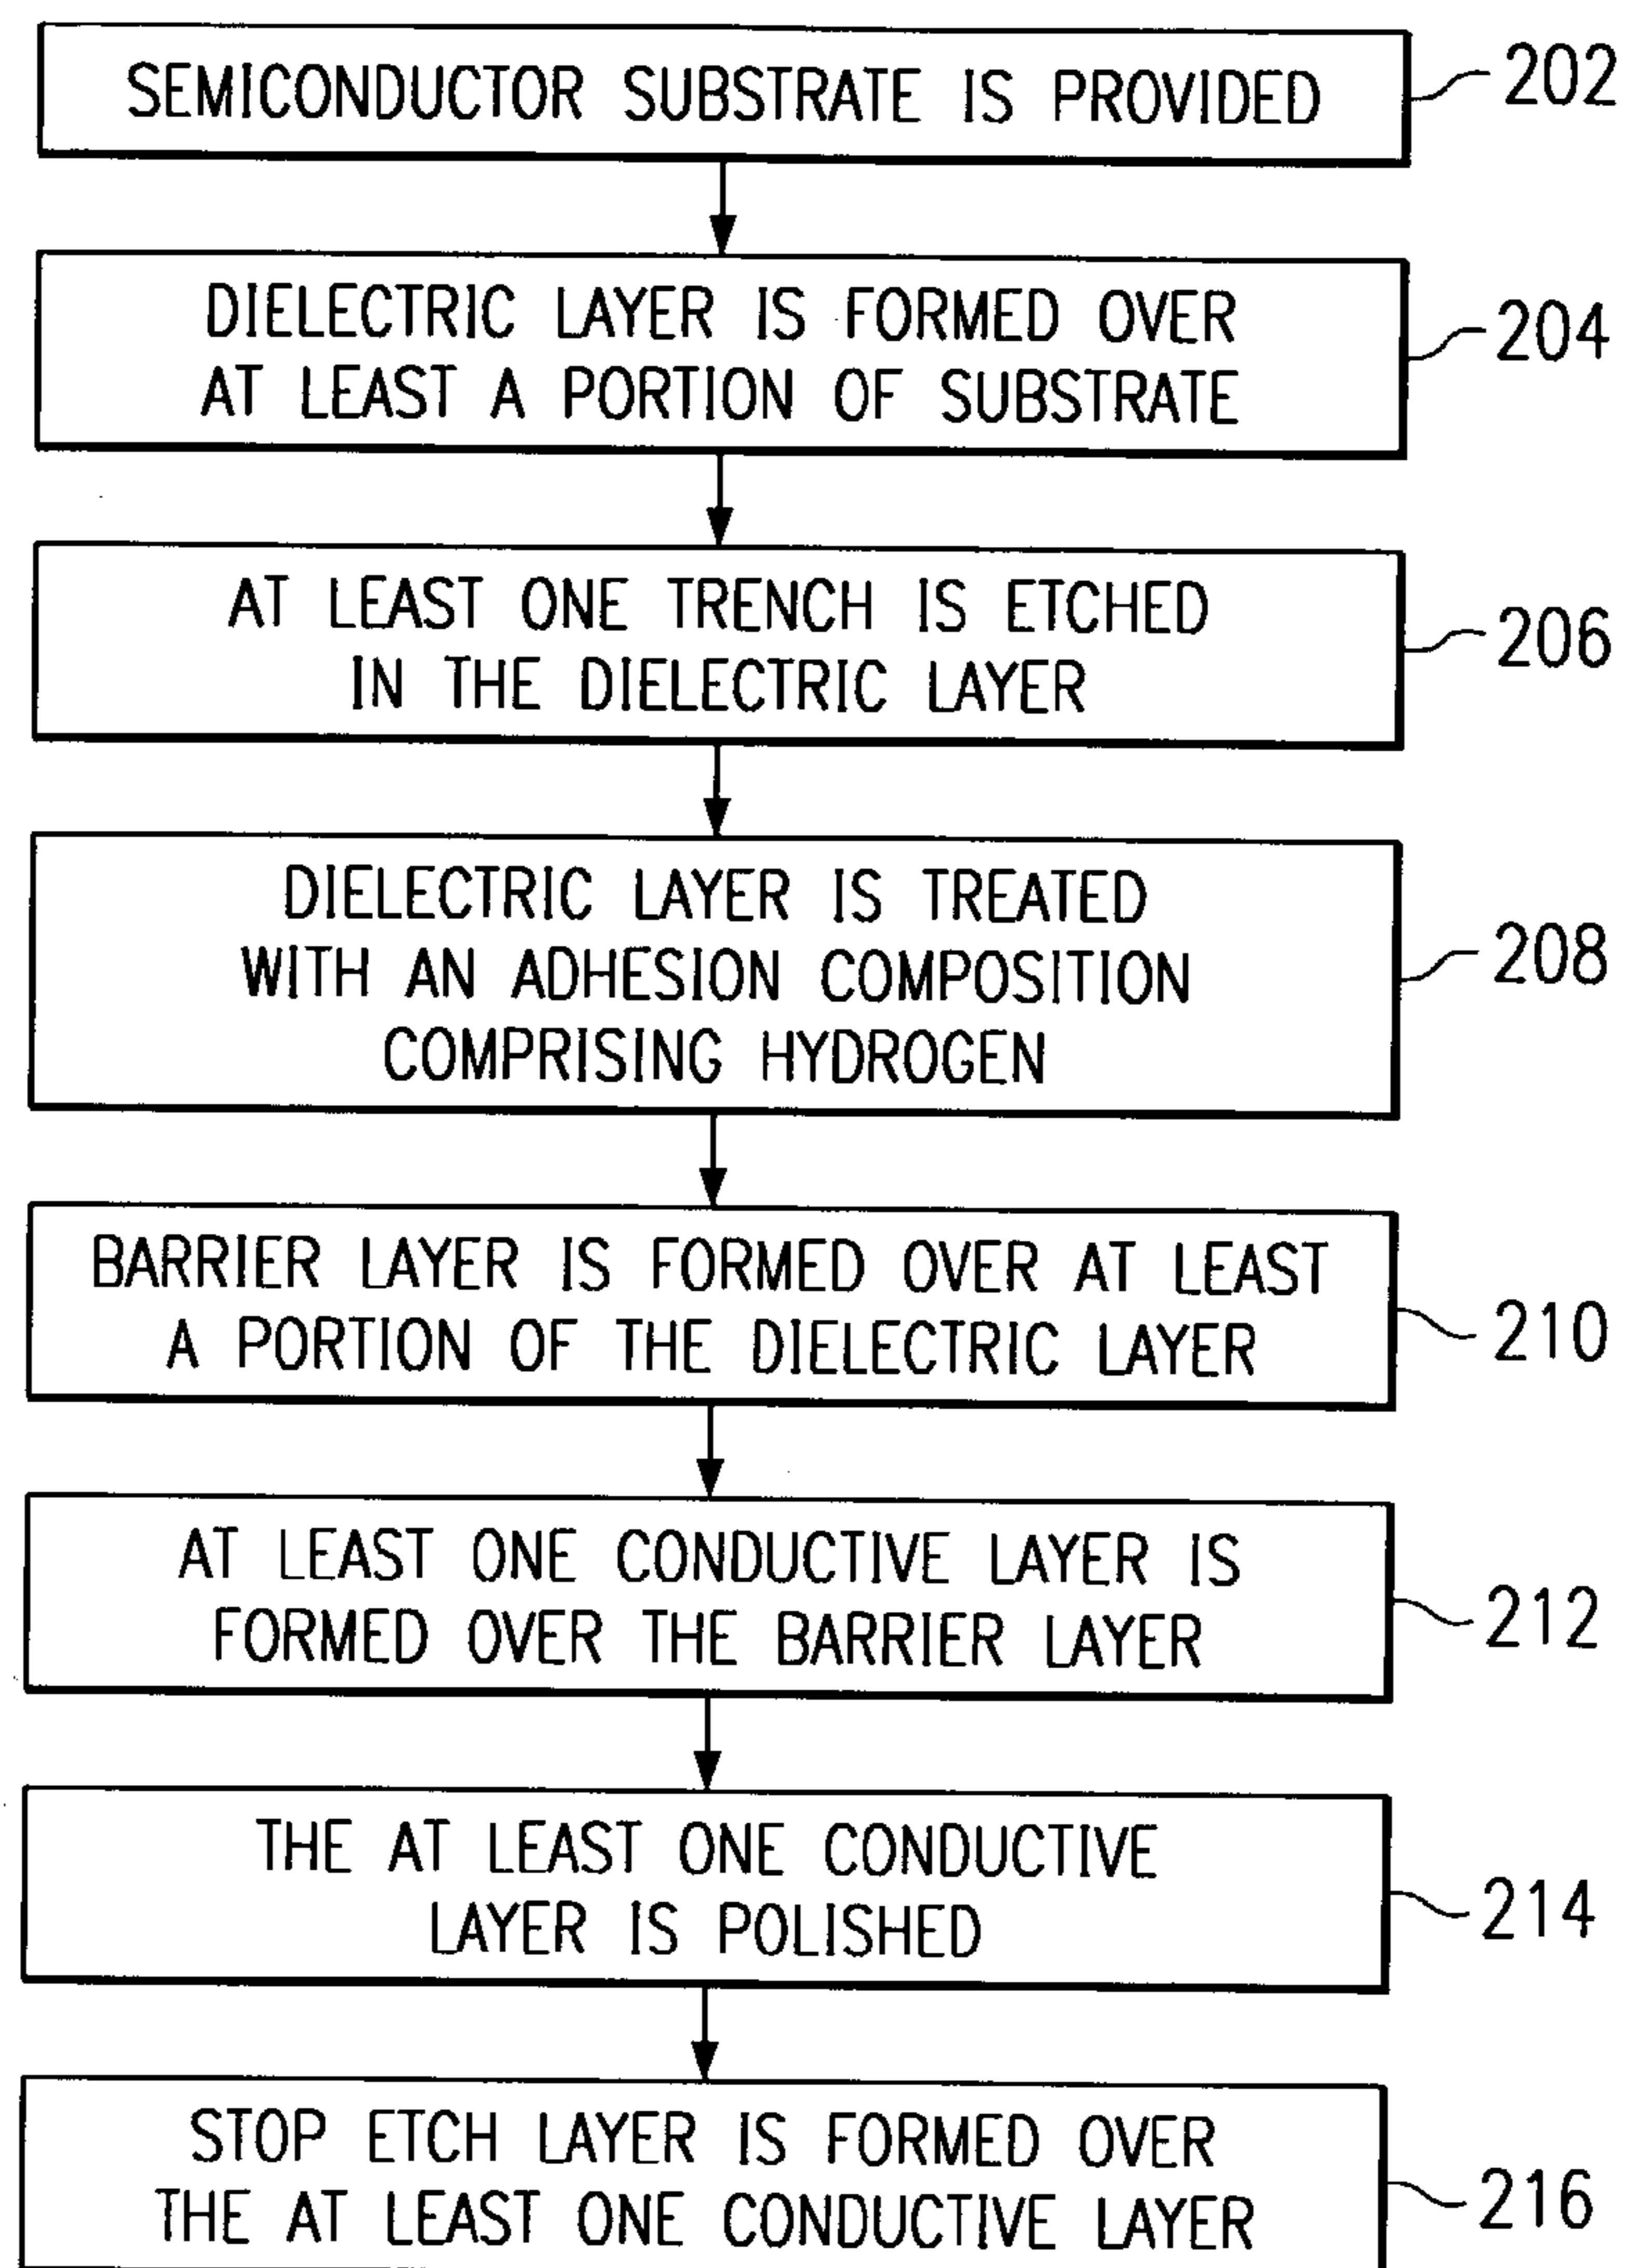 SEMICONDUCTOR SUBSTRATE IS PROVIDED
202
DIELECTRIC LAYER IS FORMED OVER
AT LEAST A PORTION OF SUBSTRATE
204
AT LEAST ONE TRENCH IS ETCHED
IN THE DIELECTRIC LAYER
206
DIELECTRIC LAYER IS TREATED
WITH AN ADHESION COMPOSITION
COMPRISING HYDROGEN
208
BARRIER LAYER IS FORMED OVER AT LEAST
A PORTION OF THE DIELECTRIC LAYER
210
AT LEAST ONE CONDUCTIVE LAYER IS
FORMED OVER THE BARRIER LAYER
212
THE AT LEAST ONE CONDUCTIVE
LAYER IS POLISHED
214
STOP ETCH LAYER IS FORMED OVER
THE AT LEAST ONE CONDUCTIVE LAYER
216